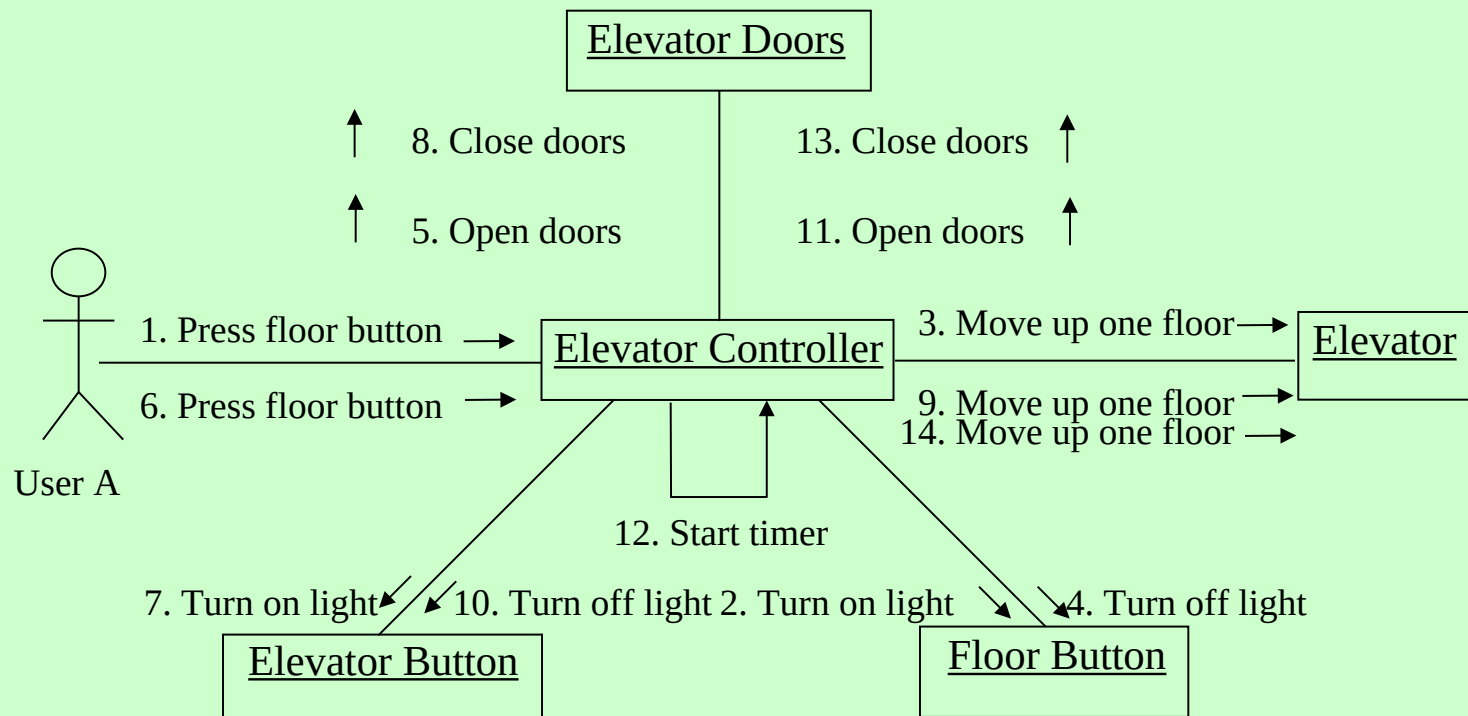 Elevator Doors
8. Close doors
13. Close doors
5. Open doors
11. Open doors
1. Press floor button
3. Move up one floor
Elevator Controller
Elevator
6. Press floor button
9. Move up one floor
14. Move up one floor
User A
12. Start timer
7. Turn on light
10. Turn off light
2. Turn on light
4. Turn off light
Elevator Button
Floor Button